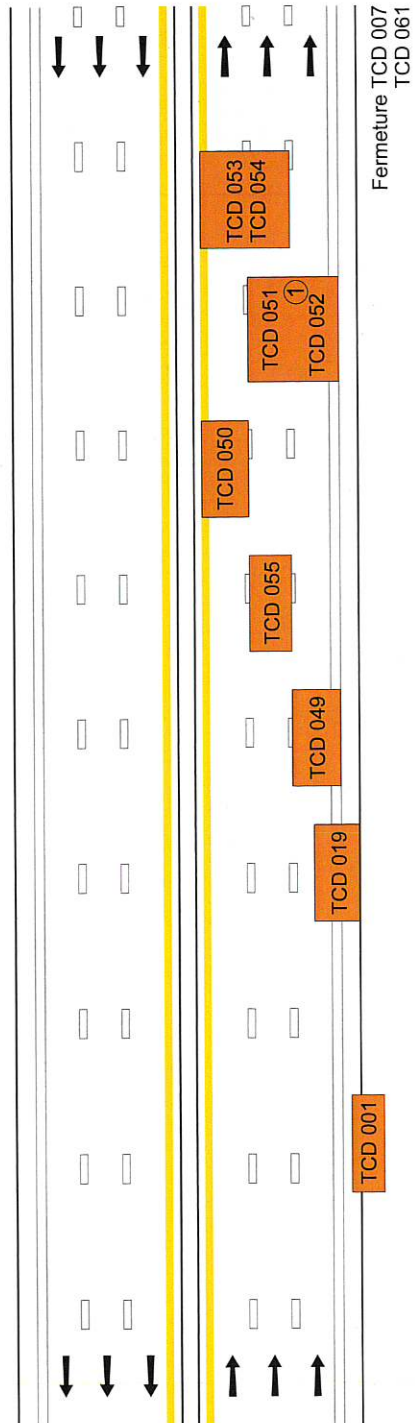 TCD 001
TCD 019
TCD 049
TCD 055
TCD 050
TCD 051
①
TCD 052
TCD 053
TCD 054
Fermeture TCD 007
TCD 061